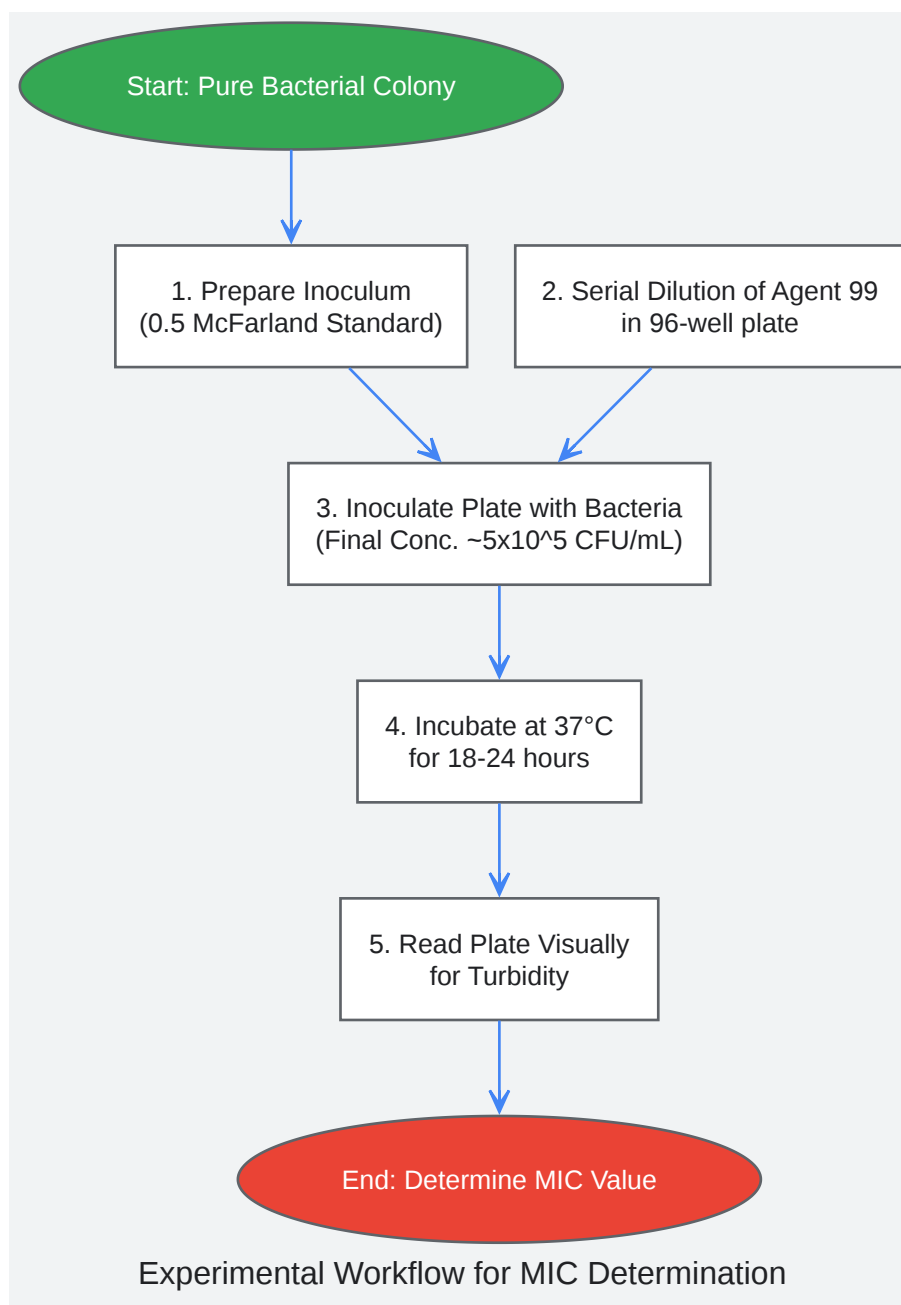 Start: Pure Bacterial Colony
1. Prepare Inoculum
(0.5 McFarland Standard)
2. Serial Dilution of Agent 99
in 96-well plate
3. Inoculate Plate with Bacteria
(Final Conc. ~5x10^5 CFU/mL)
4. Incubate at 37°C
for 18-24 hours
5. Read Plate Visually
for Turbidity
End: Determine MIC Value
Experimental Workflow for MIC Determination